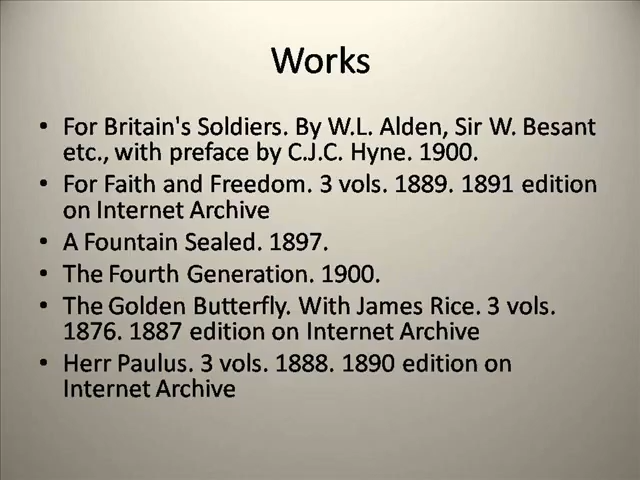 Works
• For Britain's Soldiers. By W.L. Alden, Sir W. Besant
etc., with preface by C.J.C. Hyne. 1900.
• For Faith and Freedom. 3 vols. 1889. 1891 edition
on Internet Archive
• A Fountain Sealed. 1897.
• The Fourth Generation. 1900.
• The Golden Butterfly. With James Rice. 3 vols.
1876. 1887 edition on Internet Archive
• Herr Paulus. 3 vols. 1888. 1890 edition on
Internet Archive